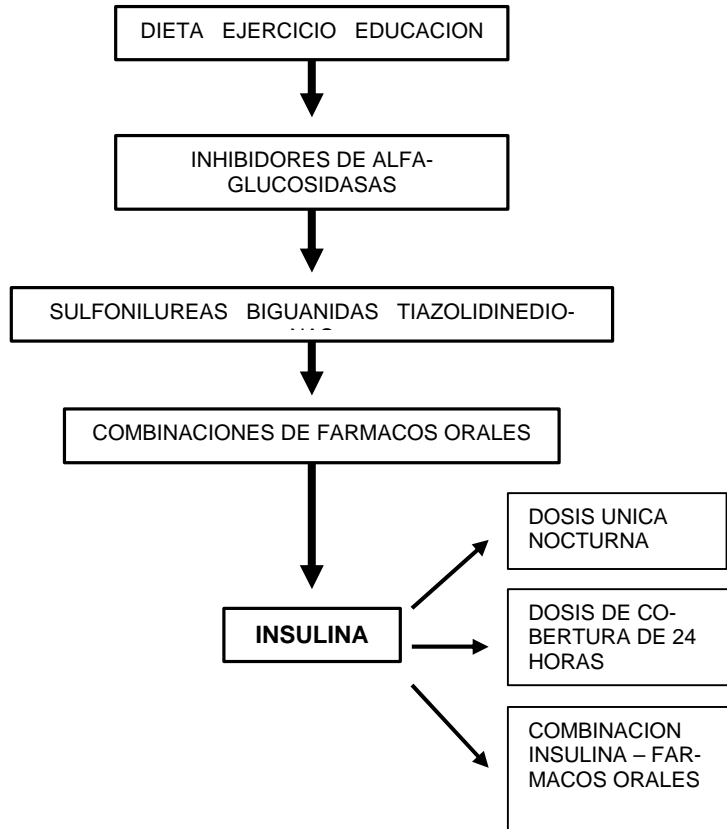 DIETA EJERCICIO EDUCACION
INHIBIDORES DE ALFA-
GLUCOSIDASAS
SULFONILUREAS BIGUANIDAS TIAZOLIDINEDIO-
COMBINACIONES DE FARMACOS ORALES
DOSIS UNICA
NOCTURNA
INSULINA
DOSIS DE CO-
BERTURA DE 24
HORAS
COMBINACION
INSULINA – FAR-
MACOS ORALES